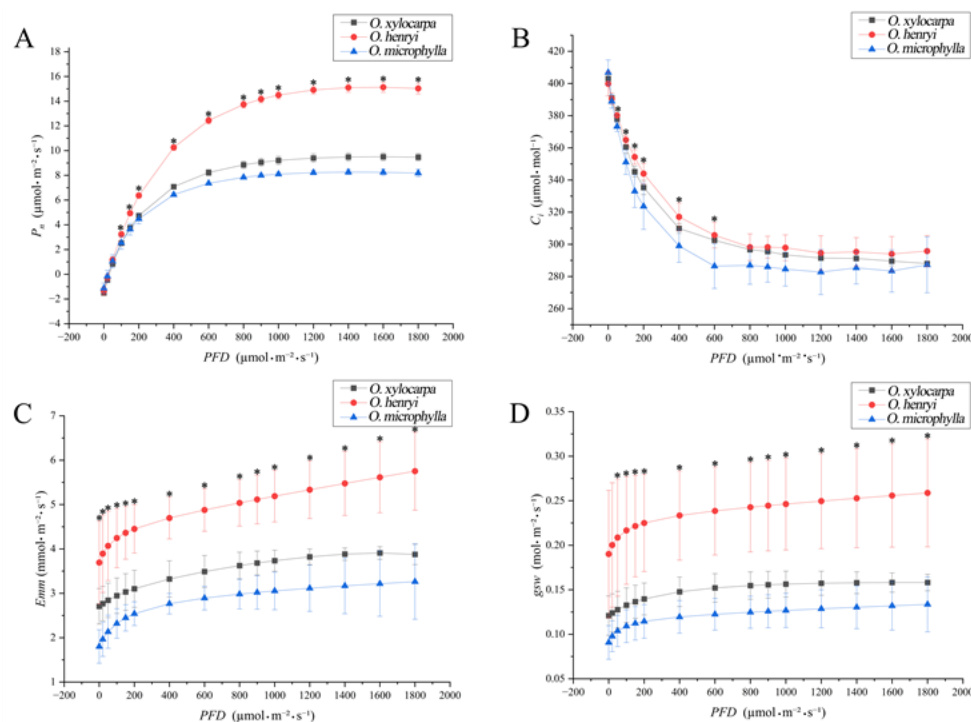 A
O. xylocarpa
O. henryi
O. microphylla
18
16
14
12
10
8
6
4
2
0
−2
−4
Pn (µmol·m⁻²·s⁻¹)
−200 0 200 400 600 800 1000 1200 1400 1600 1800 2000
PFD (µmol·m⁻²·s⁻¹)
* * * * * * * * * * * *
B
O. xylocarpa
O. henryi
O. microphylla
420
400
380
360
340
320
300
280
260
Ci (µmol·mol⁻¹)
−200 0 200 400 600 800 1000 1200 1400 1600 1800 2000
PFD (µmol·m⁻²·s⁻¹)
* * * * * *
C
O. xylocarpa
O. henryi
O. microphylla
7
6
5
4
3
2
1
Emm (mmol·m⁻²·s⁻¹)
−200 0 200 400 600 800 1000 1200 1400 1600 1800 2000
PFD (µmol·m⁻²·s⁻¹)
* * * * * * * * * * * * * * *
D
O. xylocarpa
O. henryi
O. microphylla
0.35
0.30
0.25
0.20
0.15
0.10
0.05
gsw (mol·m⁻²·s⁻¹)
−200 0 200 400 600 800 1000 1200 1400 1600 1800 2000
PFD (µmol·m⁻²·s⁻¹)
* * * * * * * * * * * * *